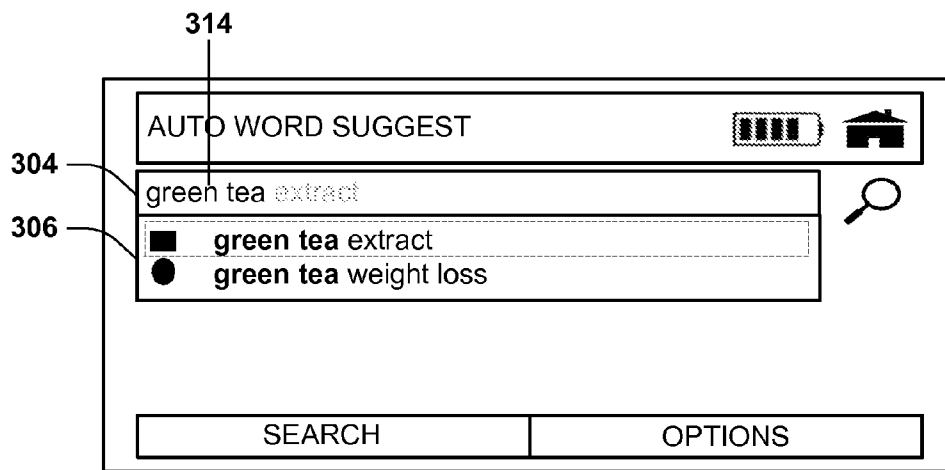 314
AUTO WORD SUGGEST
304
green tea extract
306
green tea extract
green tea weight loss
SEARCH OPTIONS